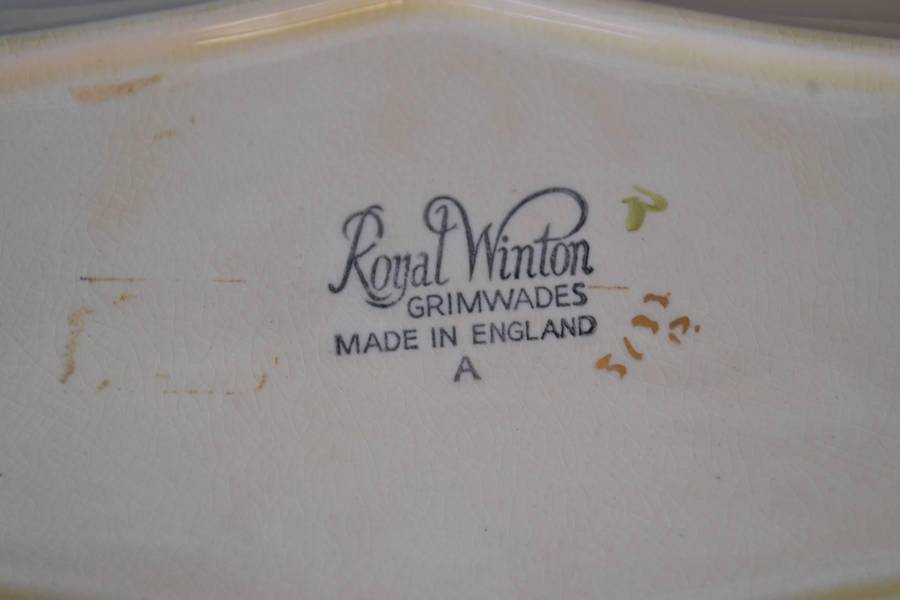 Royal Winton
GRIMWADES
MADE IN ENGLAND
A